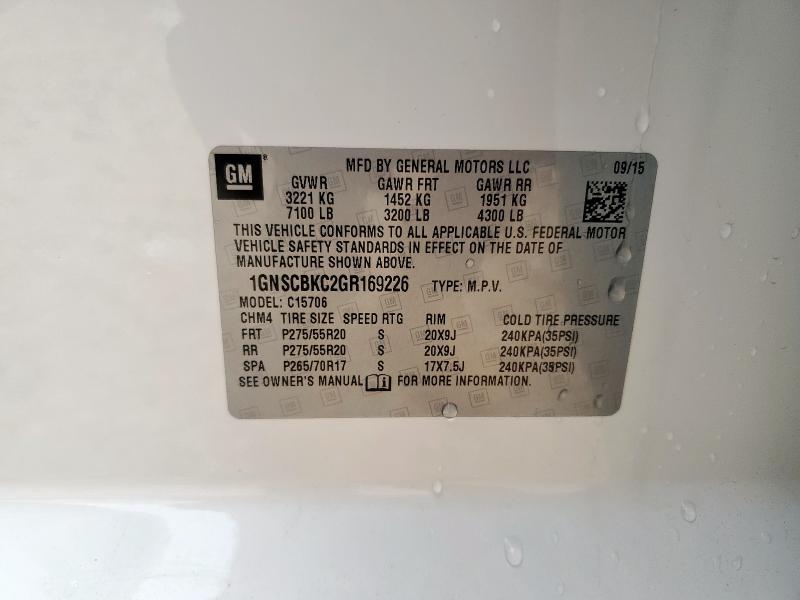 GM ® MFD BY GENERAL MOTORS LLC 09/15
GVWR GAWR FRT GAWR RR
3221 KG 1452 KG 1951 KG
7100 LB 3200 LB 4300 LB
THIS VEHICLE CONFORMS TO ALL APPLICABLE U.S. FEDERAL MOTOR
VEHICLE SAFETY STANDARDS IN EFFECT ON THE DATE OF
MANUFACTURE SHOWN ABOVE.
1GNSCBKC2GR169226 TYPE: M.P.V.
MODEL: C15706
CHM4 TIRE SIZE SPEED RTG RIM COLD TIRE PRESSURE
FRT P275/55R20 S 20X9J 240KPA(35PSI)
RR P275/55R20 S 20X9J 240KPA(35PSI)
SPA P265/70R17 S 17X7.5J 240KPA(35PSI)
SEE OWNER'S MANUAL FOR MORE INFORMATION.